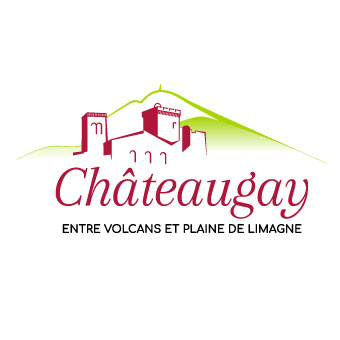 Châteaugay
ENTRE VOLCANS ET PLAINE DE LIMAGNE